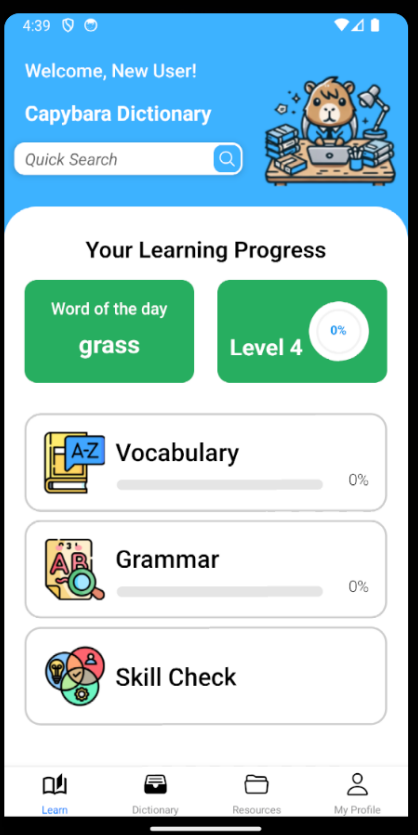 4:39
Welcome, New User!
Capybara Dictionary
Quick Search
Your Learning Progress
Word of the day
grass
Level 4
0%
A-Z
Vocabulary
0%
AB
Grammar
0%
Skill Check
Learn
Dictionary
Resources
My Profile